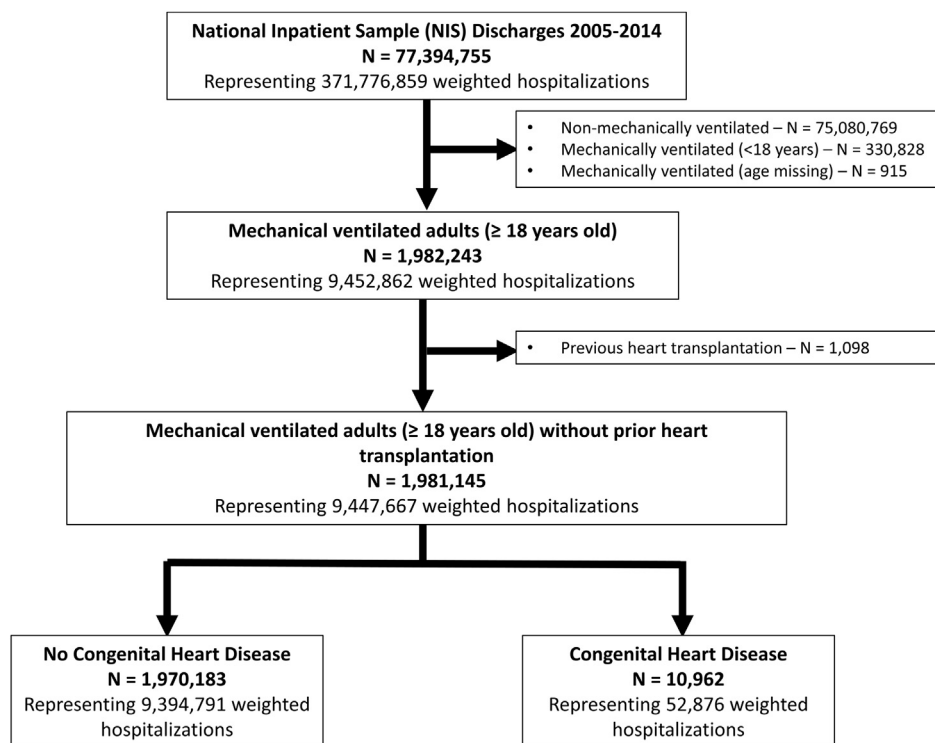 National Inpatient Sample (NIS) Discharges 2005-2014
N = 77,394,755
Representing 371,776,859 weighted hospitalizations
• Non-mechanically ventilated – N = 75,080,769
• Mechanically ventilated (<18 years) – N = 330,828
• Mechanically ventilated (age missing) – N = 915
Mechanical ventilated adults (≥ 18 years old)
N = 1,982,243
Representing 9,452,862 weighted hospitalizations
• Previous heart transplantation – N = 1,098
Mechanical ventilated adults (≥ 18 years old) without prior heart
transplantation
N = 1,981,145
Representing 9,447,667 weighted hospitalizations
No Congenital Heart Disease
N = 1,970,183
Representing 9,394,791 weighted
hospitalizations
Congenital Heart Disease
N = 10,962
Representing 52,876 weighted
hospitalizations